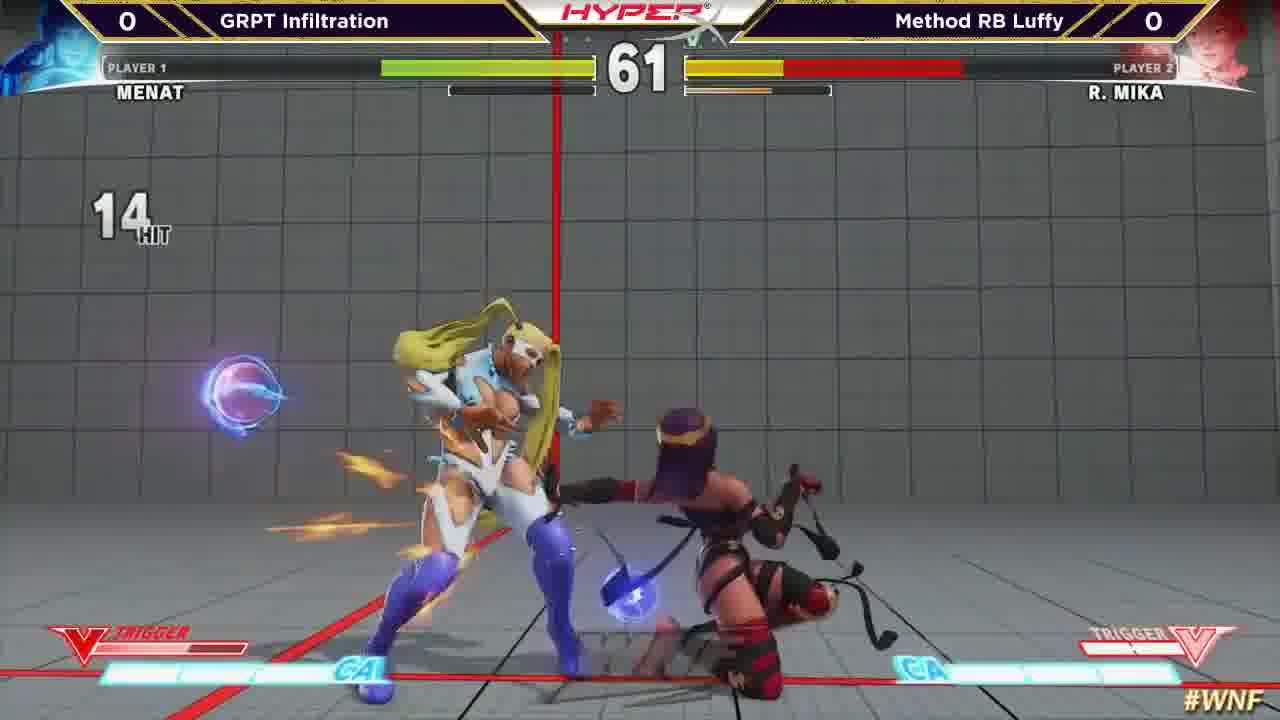 0 GRPT Infiltration HYPERX Method RB Luffy 0
PLAYER 1 61 PLAYER 2
MENAT R. MIKA
14 HIT
V TRIGGER TRIGGER V
CA CA
#WNF